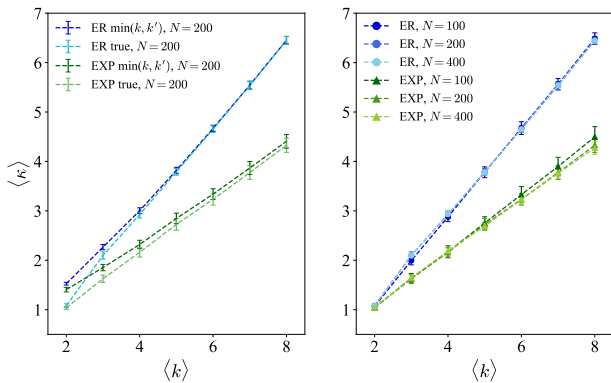 ER min(k, k′), N = 200
ER true, N = 200
EXP min(k, k′), N = 200
EXP true, N = 200
7
6
5
4
3
2
1
2
4
6
8
⟨κ⟩
⟨k⟩
ER, N = 100
ER, N = 200
ER, N = 400
EXP, N = 100
EXP, N = 200
EXP, N = 400
7
6
5
4
3
2
1
2
4
6
8
⟨k⟩